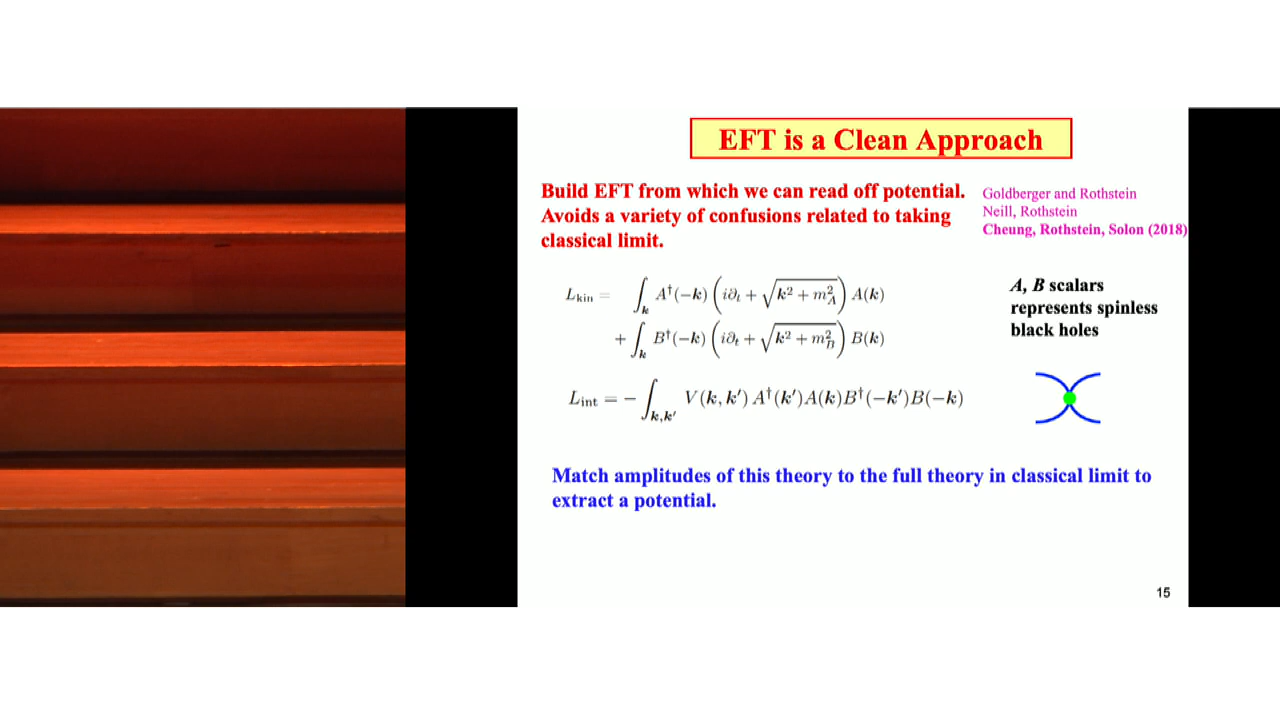 EFT is a Clean Approach
Build EFT from which we can read off potential.
Avoids a variety of confusions related to taking
classical limit.
Goldberger and Rothstein
Neill, Rothstein
Cheung, Rothstein, Solon (2018)
L_kin = ∫_k A†(−k) (i∂_t + √(k² + m²_A)) A(k)
+ ∫_k B†(−k) (i∂_t + √(k² + m²_B)) B(k)
L_int = − ∫_{k,k′} V(k, k′) A†(k′)A(k)B†(−k′)B(−k)
A, B scalars
represents spinless
black holes
Match amplitudes of this theory to the full theory in classical limit to
extract a potential.
15